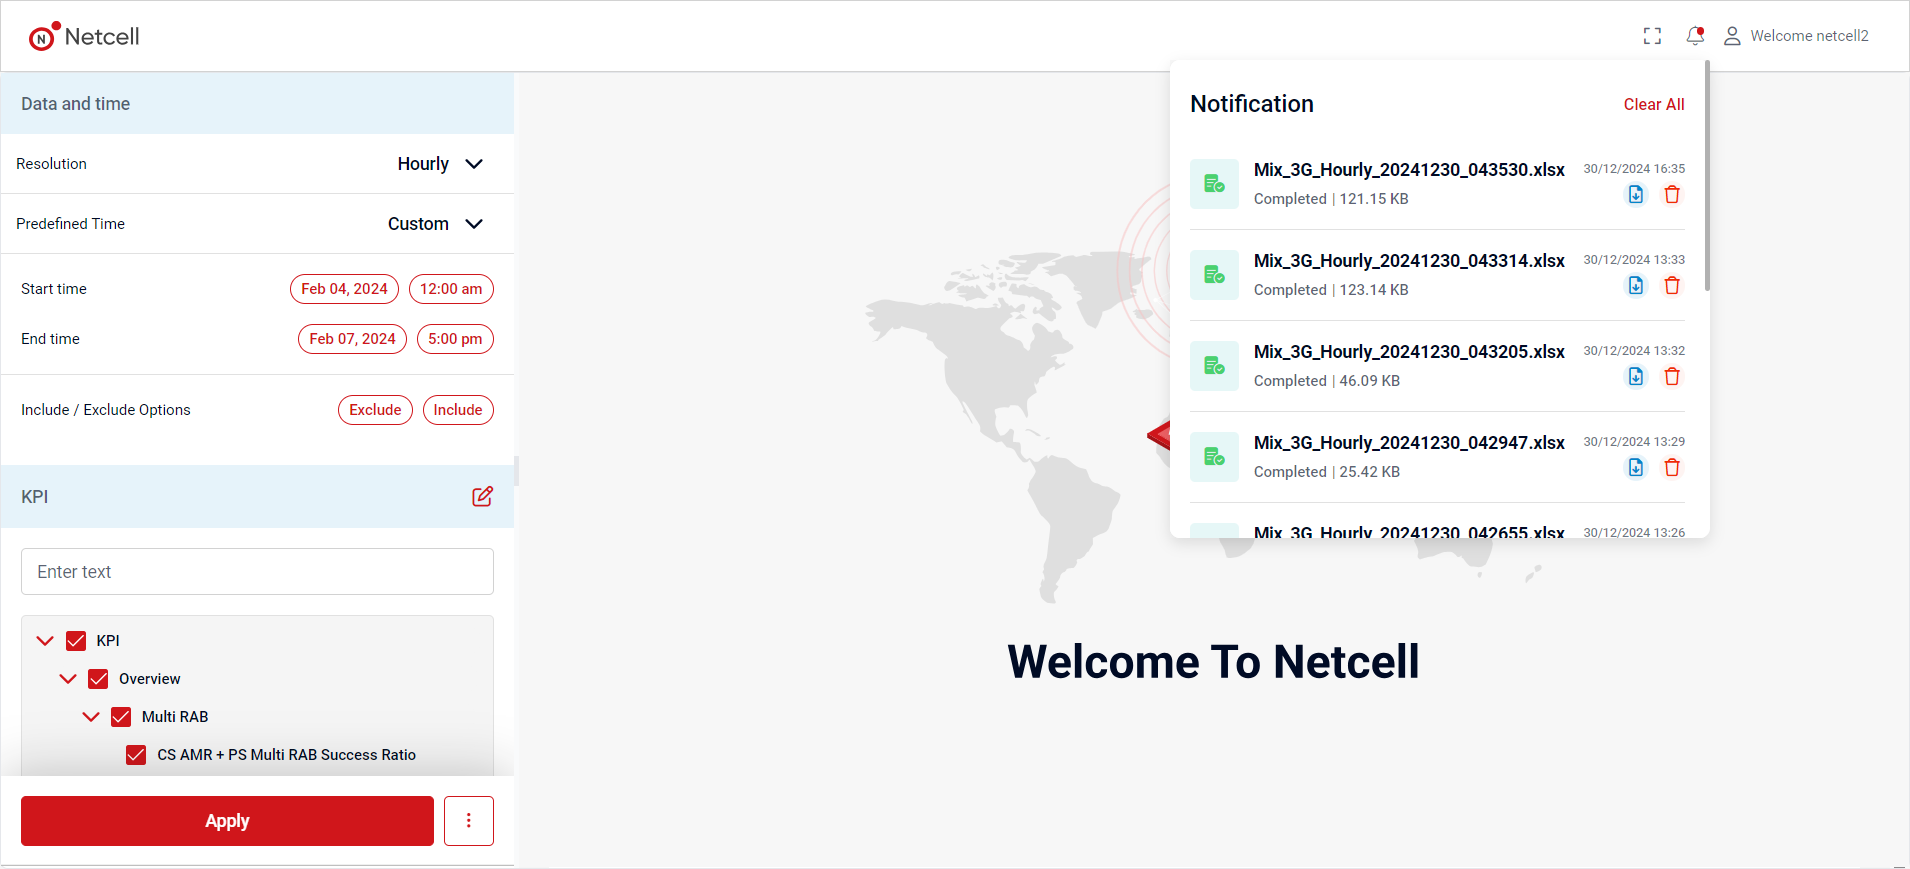 N Netcell
Welcome netcell2
Data and time
Resolution Hourly
Predefined Time Custom
Start time Feb 04, 2024 12:00 am
End time Feb 07, 2024 5:00 pm
Include / Exclude Options Exclude Include
KPI
Enter text
KPI
Overview
Multi RAB
CS AMR + PS Multi RAB Success Ratio
Apply
Notification Clear All
Mix_3G_Hourly_20241230_043530.xlsx 30/12/2024 16:35
Completed | 121.15 KB
Mix_3G_Hourly_20241230_043314.xlsx 30/12/2024 13:33
Completed | 123.14 KB
Mix_3G_Hourly_20241230_043205.xlsx 30/12/2024 13:32
Completed | 46.09 KB
Mix_3G_Hourly_20241230_042947.xlsx 30/12/2024 13:29
Completed | 25.42 KB
Mix_3G_Hourly_20241230_042655.xlsx 30/12/2024 13:26
Welcome To Netcell